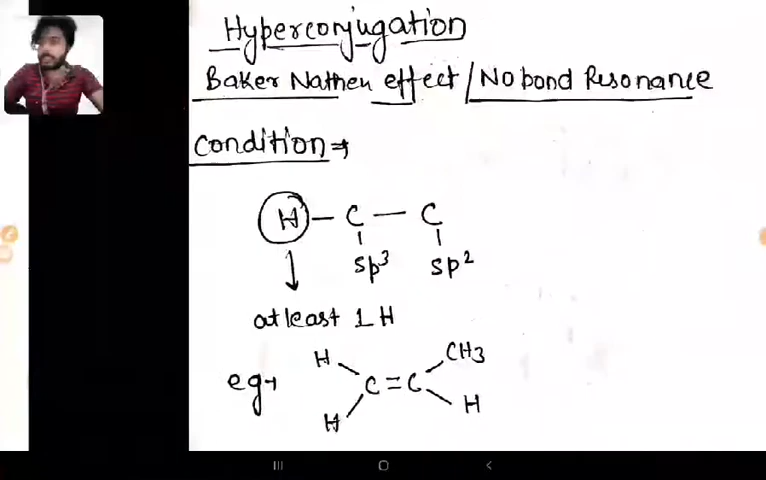 Hyperconjugation
Baker Nathen effect / No bond Resonance
Condition ⇒
H — C — C
sp³ sp²
atleast 1 H
eg→
H CH3
C = C
H H